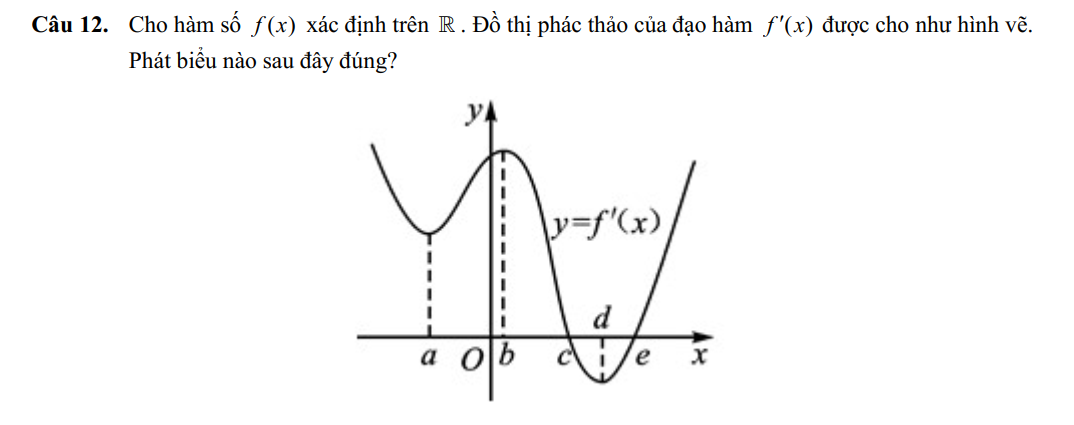 Câu 12. Cho hàm số f(x) xác định trên ℝ. Đồ thị phác thảo của đạo hàm f'(x) được cho như hình vẽ.
Phát biểu nào sau đây đúng?
y
y=f'(x)
d
a O b c e x